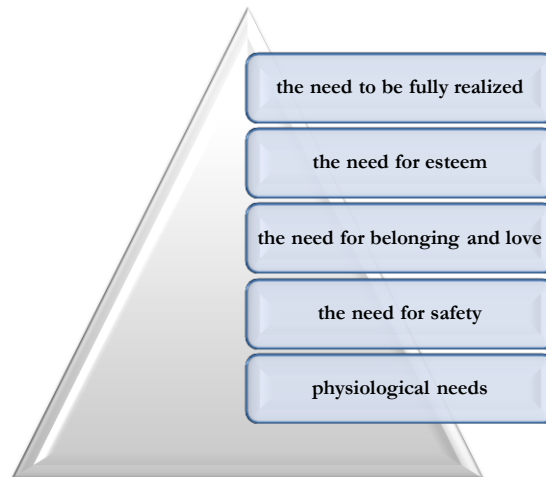 the need to be fully realized
the need for esteem
the need for belonging and love
the need for safety
physiological needs